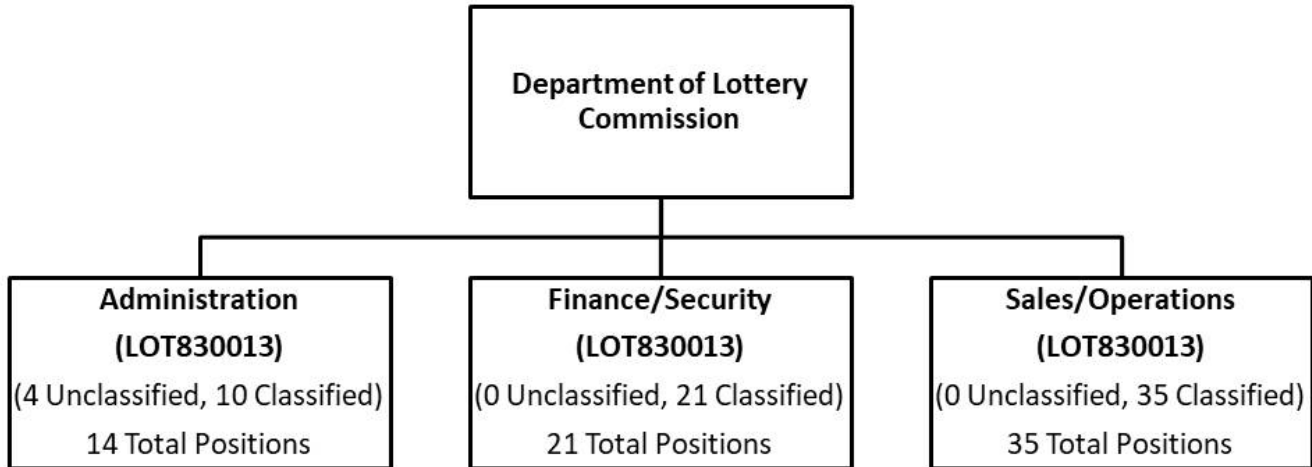 Department of Lottery
Commission
Administration
(LOT830013)
(4 Unclassified, 10 Classified)
14 Total Positions
Finance/Security
(LOT830013)
(0 Unclassified, 21 Classified)
21 Total Positions
Sales/Operations
(LOT830013)
(0 Unclassified, 35 Classified)
35 Total Positions